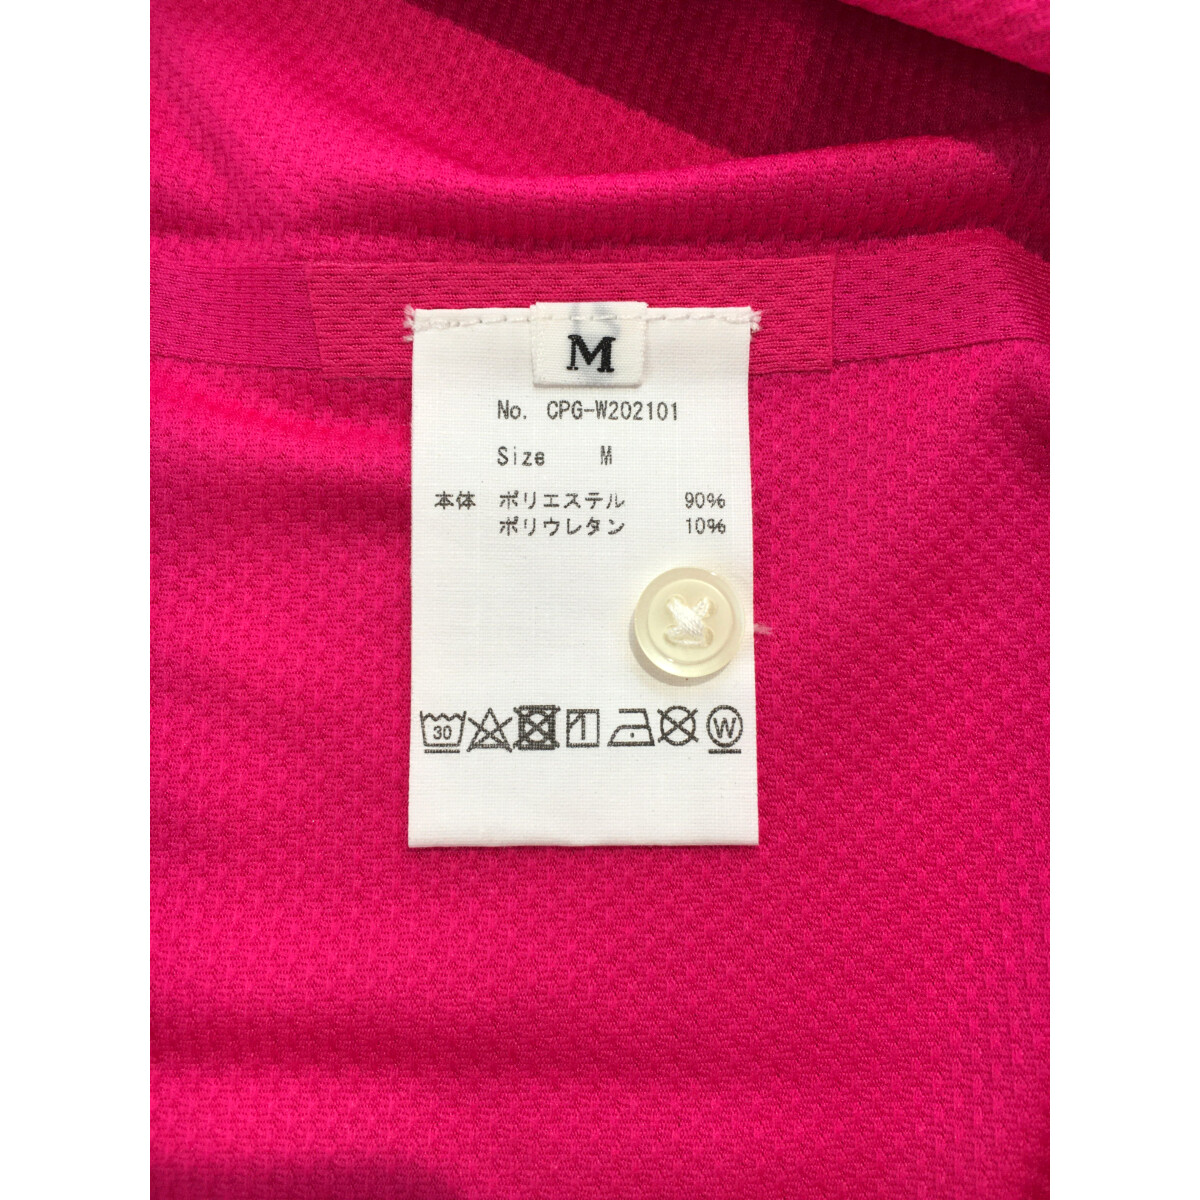 M
No. CPG-W202101
Size M
本体 ポリエステル 90%
ポリウレタン 10%
30 W